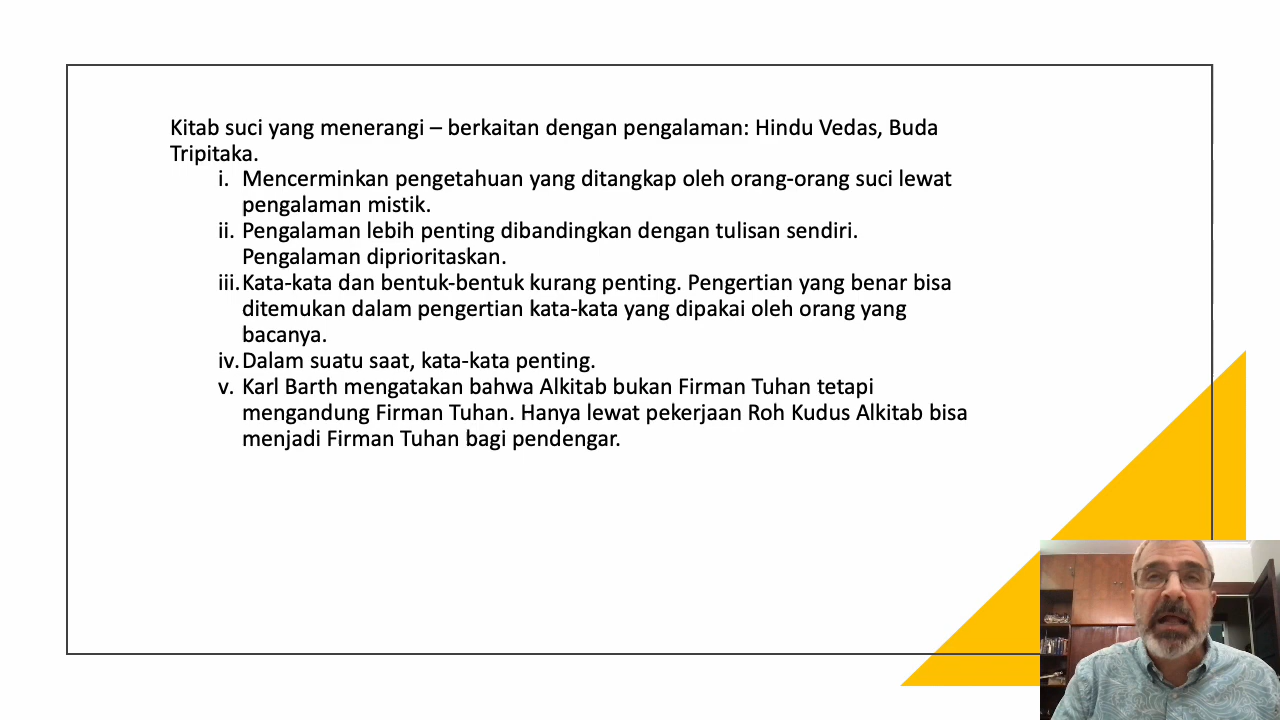 Kitab suci yang menerangi – berkaitan dengan pengalaman: Hindu Vedas, Buda
Tripitaka.
i. Mencerminkan pengetahuan yang ditangkap oleh orang-orang suci lewat
pengalaman mistik.
ii. Pengalaman lebih penting dibandingkan dengan tulisan sendiri.
Pengalaman diprioritaskan.
iii. Kata-kata dan bentuk-bentuk kurang penting. Pengertian yang benar bisa
ditemukan dalam pengertian kata-kata yang dipakai oleh orang yang
bacanya.
iv. Dalam suatu saat, kata-kata penting.
v. Karl Barth mengatakan bahwa Alkitab bukan Firman Tuhan tetapi
mengandung Firman Tuhan. Hanya lewat pekerjaan Roh Kudus Alkitab bisa
menjadi Firman Tuhan bagi pendengar.